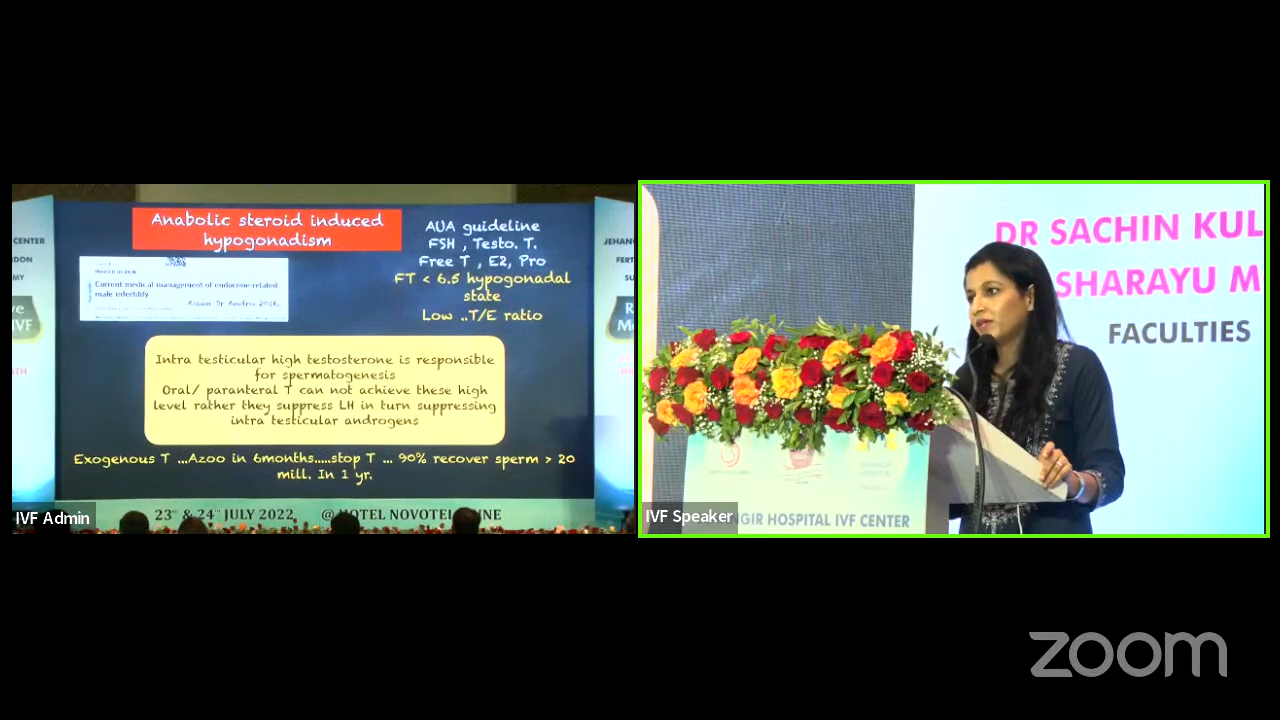 Anabolic steroid induced
hypogonadism
AUA guideline
FSH , Testo. T.
Free T , E2, Pro
FT < 6.5 hypogonadal
state
Low ..T/E ratio
Current medical management of endocrine-related
male infertility
Intra testicular high testosterone is responsible
for spermatogenesis
Oral/ paranteral T can not achieve these high
level rather they suppress LH in turn suppressing
intra testicular androgens
Exogenous T ...Azoo in 6months.....stop T ... 90% recover sperm > 20
mill. In 1 yr.
CENTER
JEHAN
23rd & 24th JULY 2022
IVF Admin
DR SACHIN KUL
SHARAYU M
FACULTIES
NGIR HOSPITAL IVF CENTER
IVF Speaker
zoom